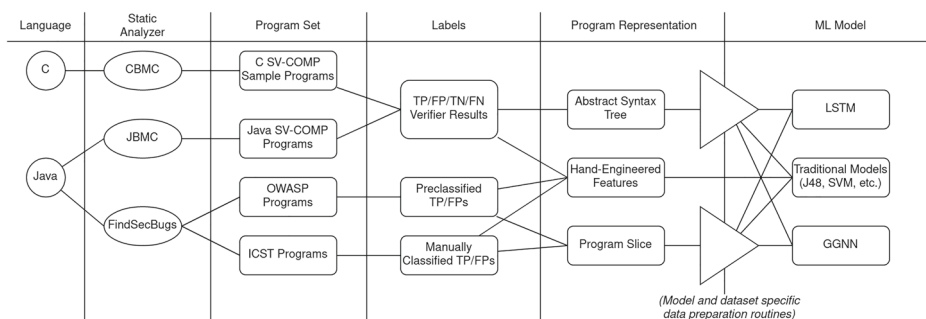 Language
Static
Analyzer
Program Set
Labels
Program Representation
ML Model
C
CBMC
C SV-COMP
Sample Programs
TP/FP/TN/FN
Verifier Results
Abstract Syntax
Tree
LSTM
JBMC
Java SV-COMP
Programs
Java
Hand-Engineered
Features
Traditional Models
(J48, SVM, etc.)
OWASP
Programs
Preclassified
TP/FPs
FindSecBugs
ICST Programs
Manually
Classified TP/FPs
Program Slice
GGNN
(Model and dataset specific
data preparation routines)